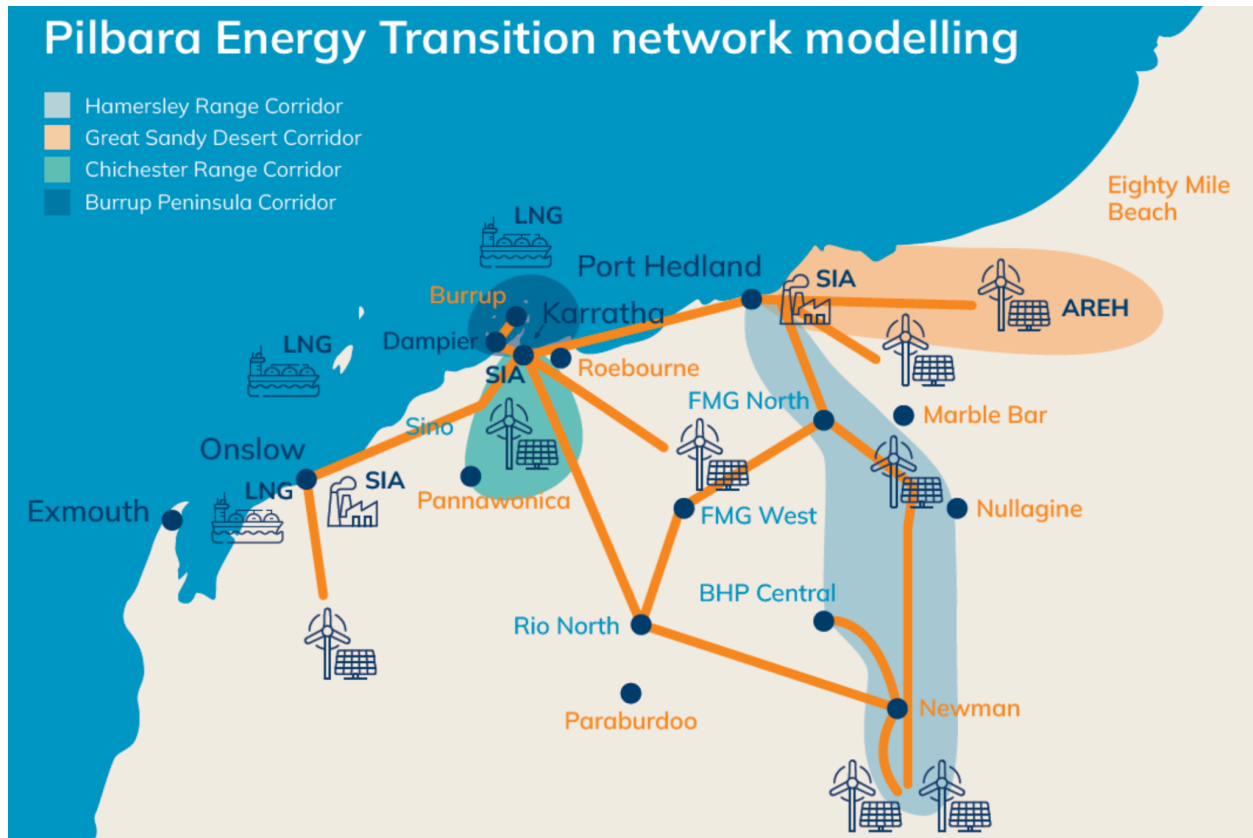 Pilbara Energy Transition network modelling
Hamersley Range Corridor
Great Sandy Desert Corridor
Chichester Range Corridor
Burrup Peninsula Corridor
Eighty Mile
Beach
LNG
Port Hedland
SIA
Burrup
Karratha
AREH
Dampier
LNG
Roebourne
SIA
FMG North
Marble Bar
Sino
Onslow
SIA
LNG
Pannawonica
Exmouth
FMG West
Nullagine
BHP Central
Rio North
Newman
Paraburdoo